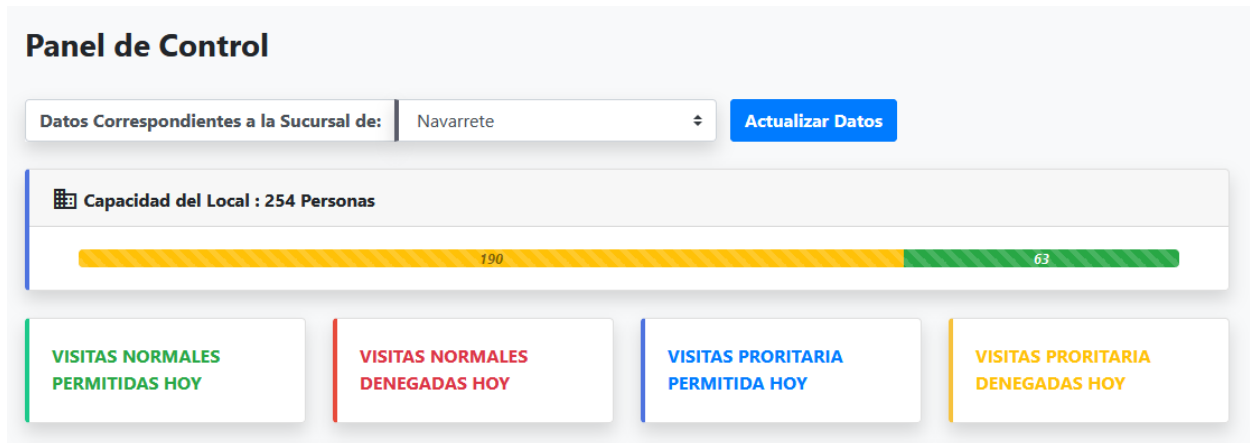 Panel de Control
Datos Correspondientes a la Sucursal de: Navarrete Actualizar Datos
Capacidad del Local : 254 Personas
190 63
VISITAS NORMALES
PERMITIDAS HOY
VISITAS NORMALES
DENEGADAS HOY
VISITAS PRORITARIA
PERMITIDA HOY
VISITAS PRORITARIA
DENEGADAS HOY